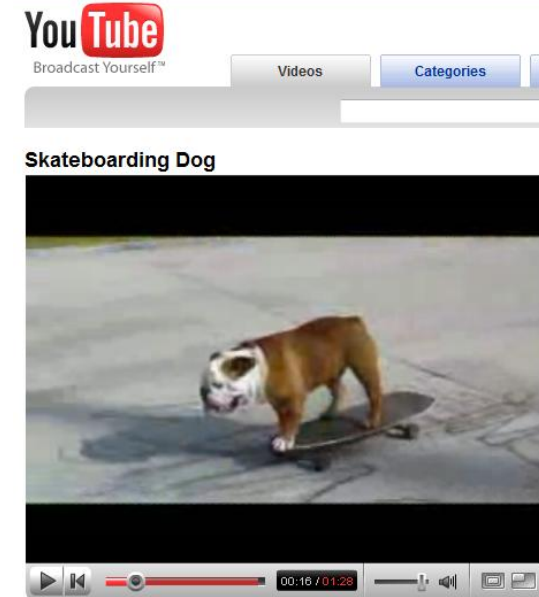 YouTube
Broadcast Yourself™
Videos
Categories
Skateboarding Dog
00:16 / 01:28